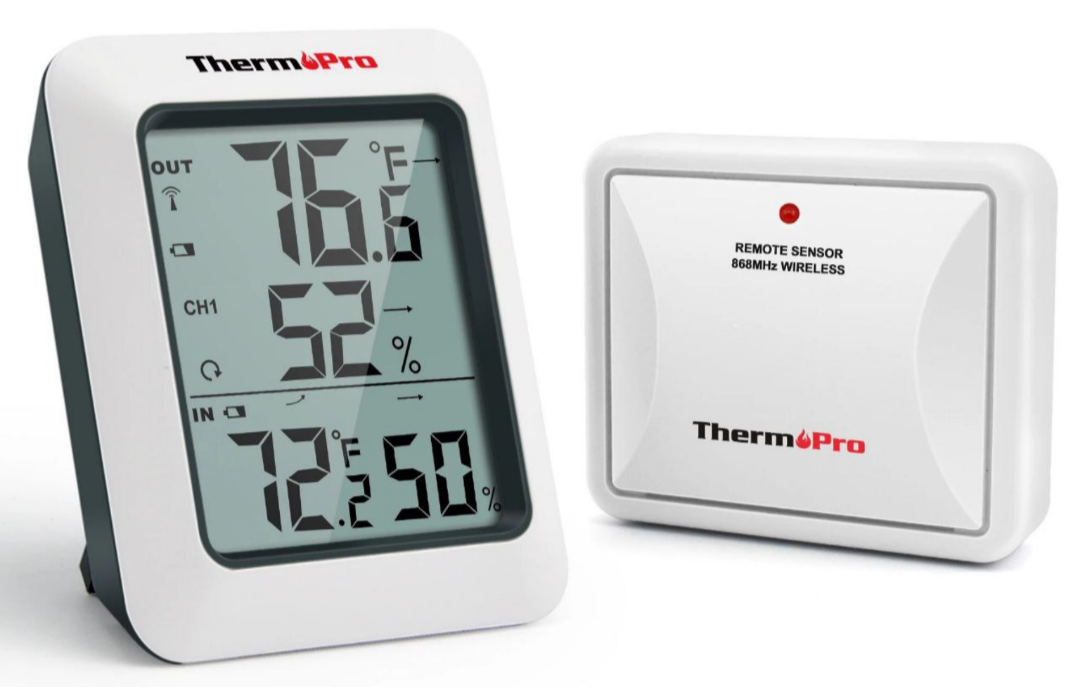 ThermoPro
OUT
76.6 °F
CH1
52 %
IN
72.2 °F 50 %
REMOTE SENSOR
868MHz WIRELESS
ThermoPro